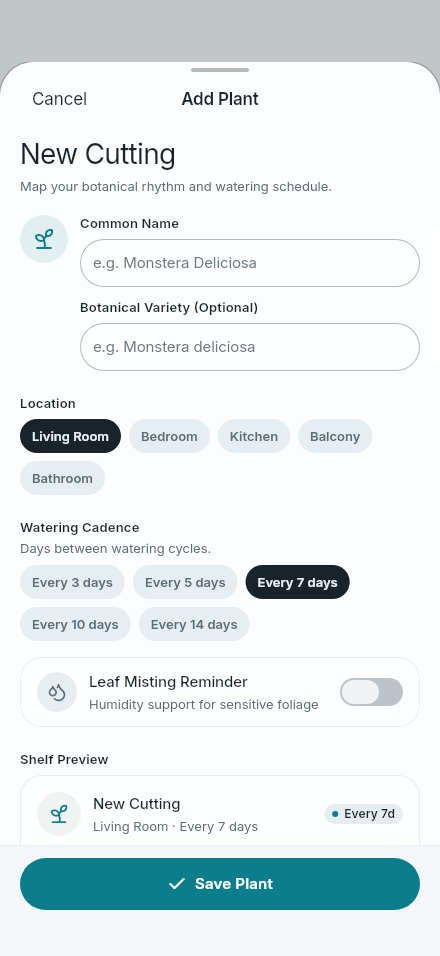 Cancel
Add Plant
New Cutting
Map your botanical rhythm and watering schedule.
Common Name
e.g. Monstera Deliciosa
Botanical Variety (Optional)
e.g. Monstera deliciosa
Location
Living Room
Bedroom
Kitchen
Balcony
Bathroom
Watering Cadence
Days between watering cycles.
Every 3 days
Every 5 days
Every 7 days
Every 10 days
Every 14 days
Leaf Misting Reminder
Humidity support for sensitive foliage
Shelf Preview
New Cutting
Living Room · Every 7 days
Every 7d
Save Plant